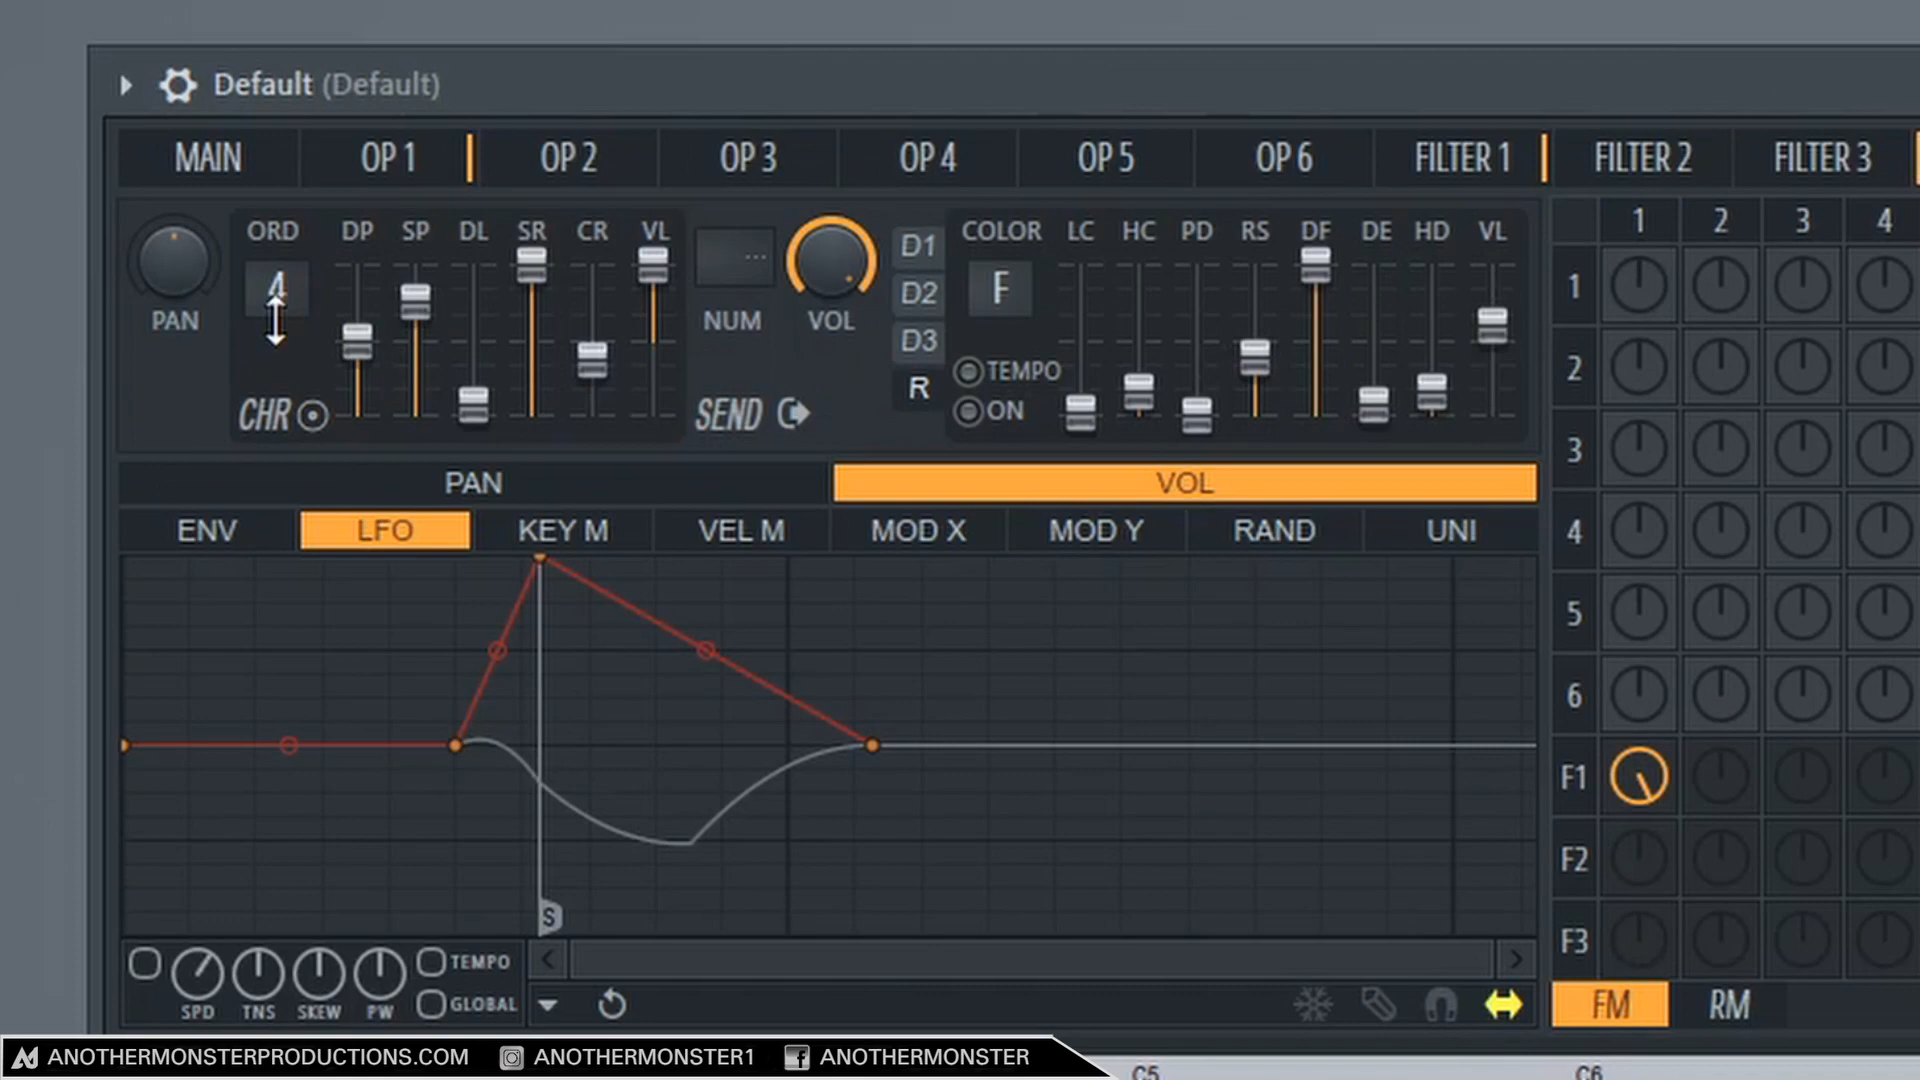 Default (Default)
MAIN OP 1 OP 2 OP 3 OP 4 OP 5 OP 6 FILTER 1 FILTER 2 FILTER 3
PAN
ORD DP SP DL SR CR VL
4
CHR
NUM
VOL
SEND
D1
D2
D3
R
COLOR LC HC PD RS DF DE HD VL
F
TEMPO
ON
PAN VOL
ENV LFO KEY M VEL M MOD X MOD Y RAND UNI
S
SPD TNS SKEW PW
TEMPO
GLOBAL
1 2 3 4
1
2
3
4
5
6
F1
F2
F3
FM RM
ANOTHERMONSTERPRODUCTIONS.COM ANOTHERMONSTER1 ANOTHERMONSTER
C5 C6